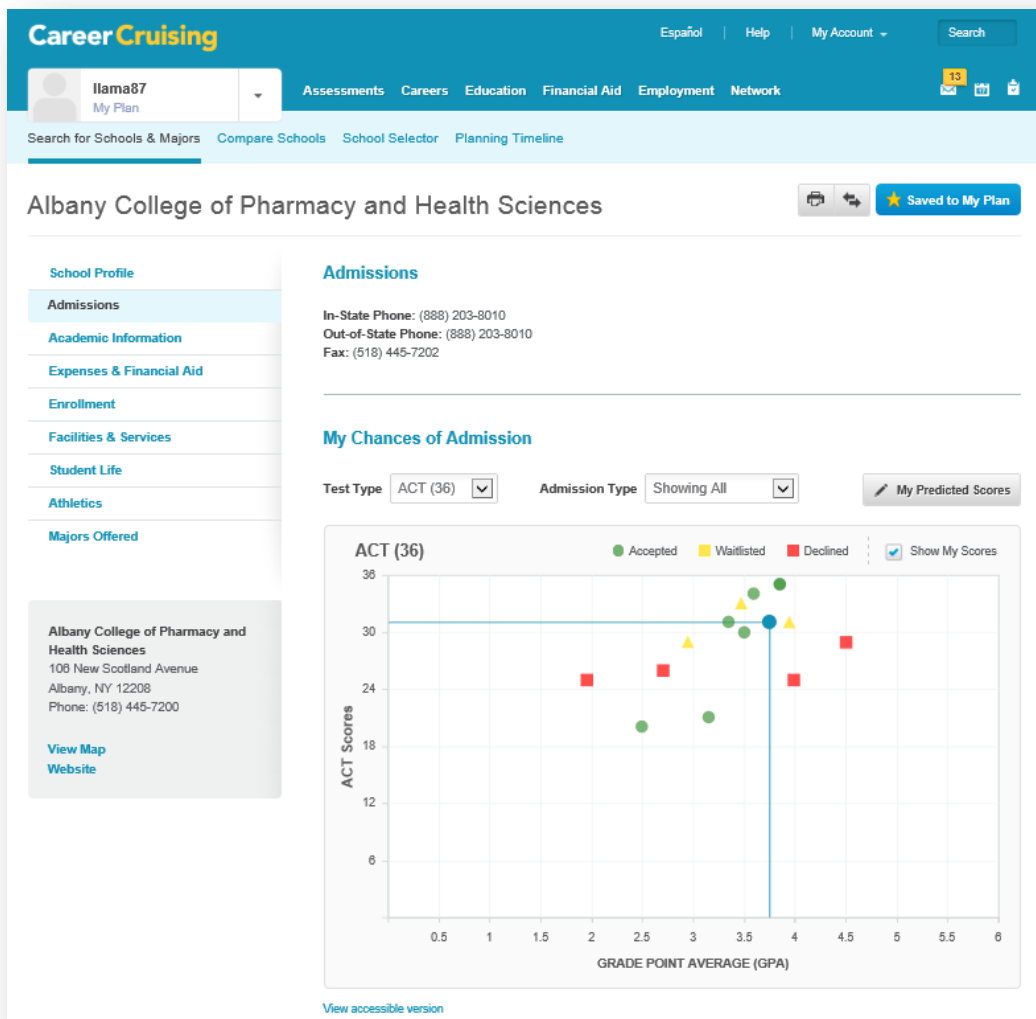 CareerCruising
Español | Help | My Account Search
llama87
My Plan
Assessments Careers Education Financial Aid Employment Network
13
Search for Schools & Majors Compare Schools School Selector Planning Timeline
Albany College of Pharmacy and Health Sciences
Saved to My Plan
School Profile
Admissions
Academic Information
Expenses & Financial Aid
Enrollment
Facilities & Services
Student Life
Athletics
Majors Offered
Albany College of Pharmacy and
Health Sciences
106 New Scotland Avenue
Albany, NY 12208
Phone: (518) 445-7200
View Map
Website
Admissions
In-State Phone: (888) 203-8010
Out-of-State Phone: (888) 203-8010
Fax: (518) 445-7202
My Chances of Admission
Test Type ACT (36) Admission Type Showing All My Predicted Scores
ACT (36) Accepted Waitlisted Declined Show My Scores
36
30
24
18
12
6
ACT Scores
0.5 1 1.5 2 2.5 3 3.5 4 4.5 5 5.5 6
GRADE POINT AVERAGE (GPA)
View accessible version